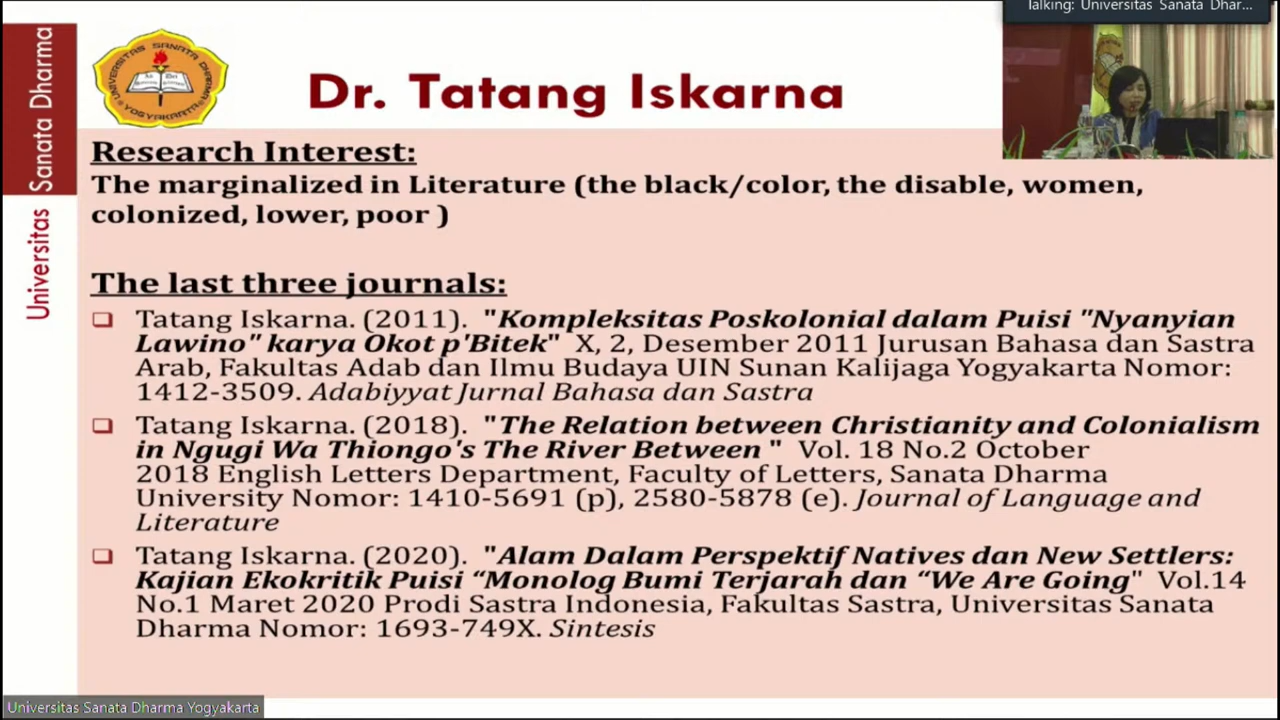 Talking: Universitas Sanata Dhar...
Universitas Sanata Dharma
UNIVERSITAS SANATA DHARMA
YOGYAKARTA
Dr. Tatang Iskarna
Research Interest:
The marginalized in Literature (the black/color, the disable, women,
colonized, lower, poor )
The last three journals:
❑ Tatang Iskarna. (2011). "Kompleksitas Poskolonial dalam Puisi "Nyanyian
Lawino" karya Okot p'Bitek" X, 2, Desember 2011 Jurusan Bahasa dan Sastra
Arab, Fakultas Adab dan Ilmu Budaya UIN Sunan Kalijaga Yogyakarta Nomor:
1412-3509. Adabiyyat Jurnal Bahasa dan Sastra
❑ Tatang Iskarna. (2018). "The Relation between Christianity and Colonialism
in Ngugi Wa Thiongo's The River Between " Vol. 18 No.2 October
2018 English Letters Department, Faculty of Letters, Sanata Dharma
University Nomor: 1410-5691 (p), 2580-5878 (e). Journal of Language and
Literature
❑ Tatang Iskarna. (2020). "Alam Dalam Perspektif Natives dan New Settlers:
Kajian Ekokritik Puisi “Monolog Bumi Terjarah dan “We Are Going" Vol.14
No.1 Maret 2020 Prodi Sastra Indonesia, Fakultas Sastra, Universitas Sanata
Dharma Nomor: 1693-749X. Sintesis
Universitas Sanata Dharma Yogyakarta